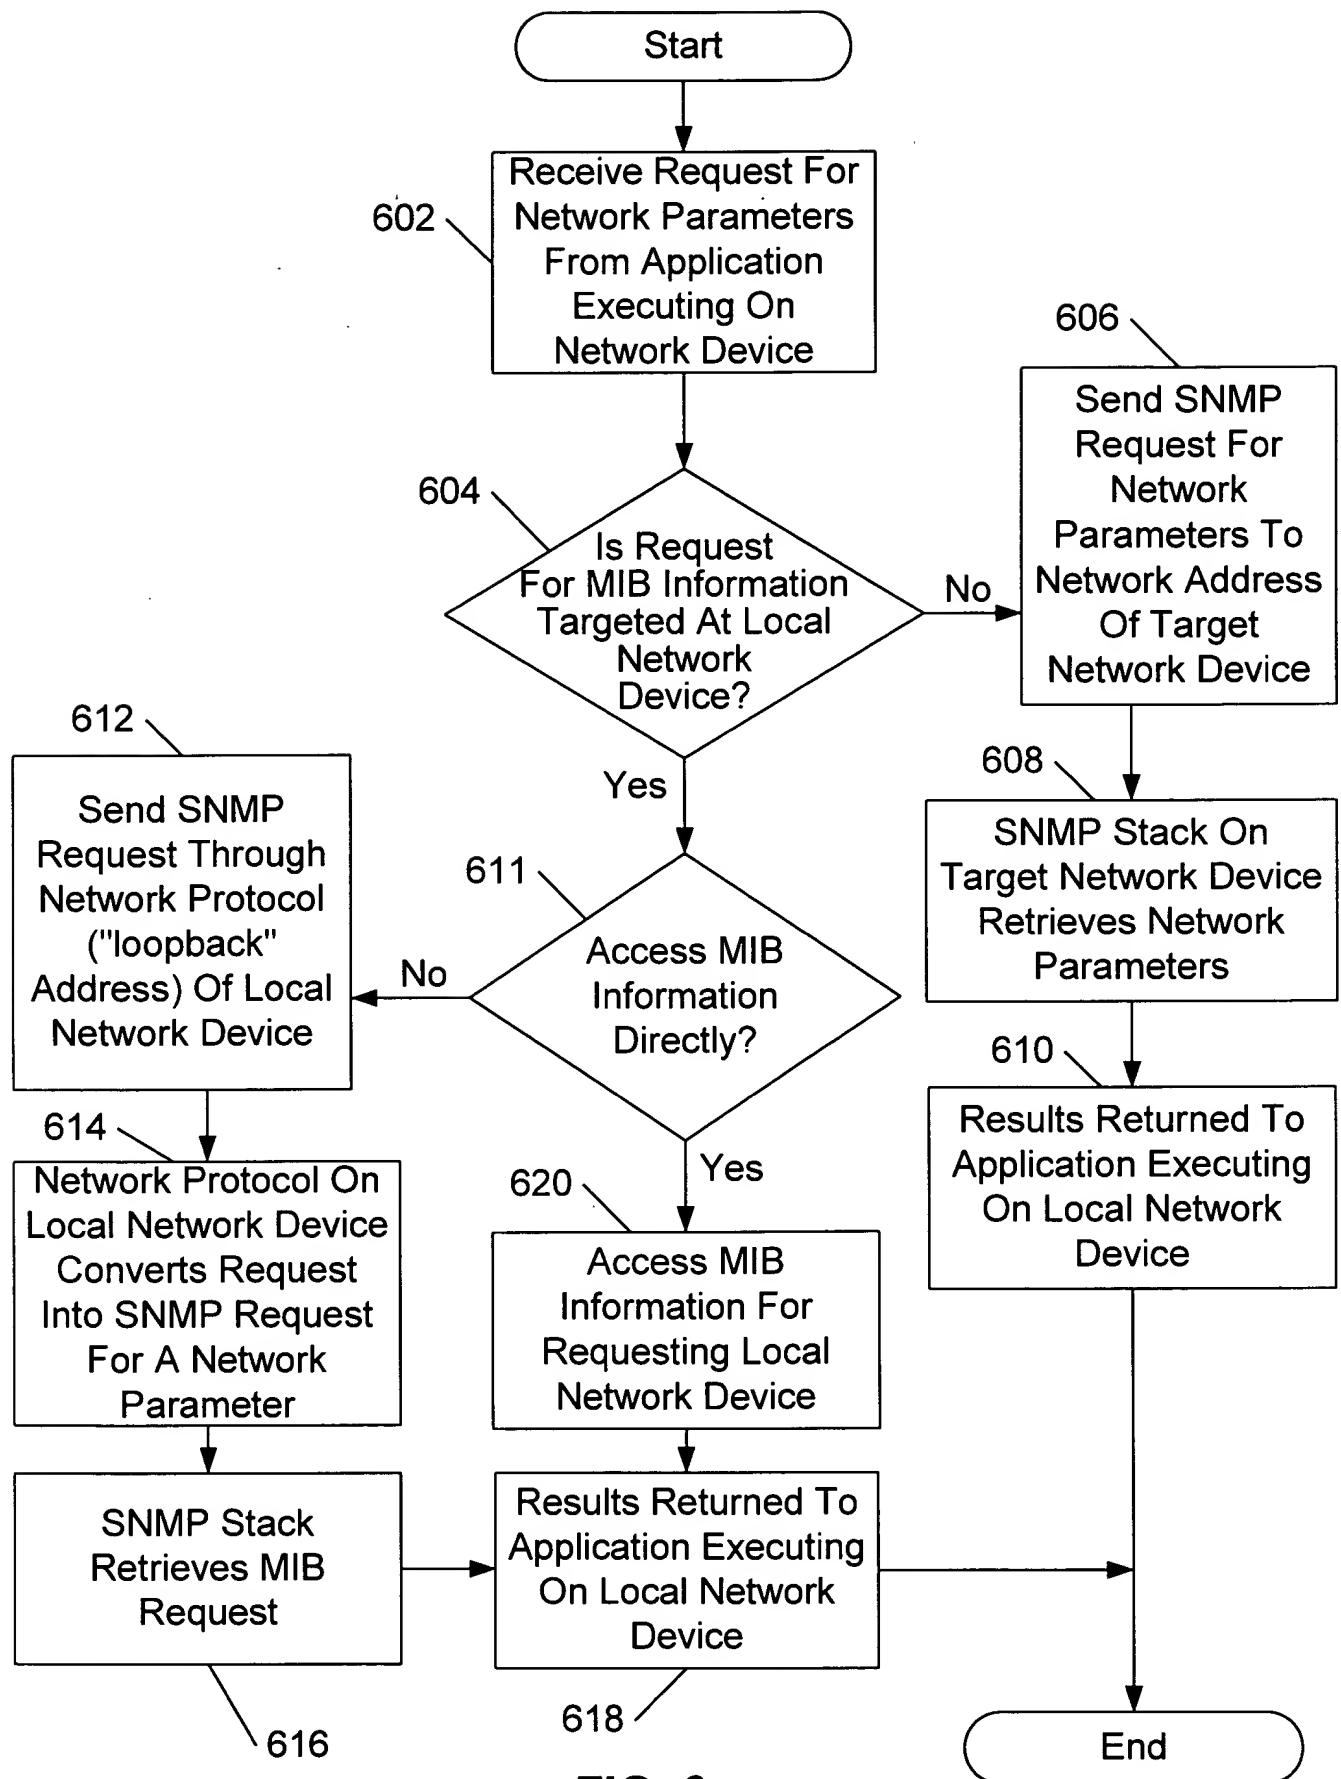 Start
Receive Request For
Network Parameters
From Application
Executing On
Network Device
602
606
Send SNMP
Request For
Network
Parameters To
Network Address
Of Target
Network Device
604
Is Request
For MIB Information
Targeted At Local
Network
Device?
No
Yes
612
Send SNMP
Request Through
Network Protocol
("loopback"
Address) Of Local
Network Device
608
SNMP Stack On
Target Network Device
Retrieves Network
Parameters
611
Access MIB
Information
Directly?
No
Yes
610
Results Returned To
Application Executing
On Local Network
Device
614
Network Protocol On
Local Network Device
Converts Request
Into SNMP Request
For A Network
Parameter
620
Access MIB
Information For
Requesting Local
Network Device
SNMP Stack
Retrieves MIB
Request
616
Results Returned To
Application Executing
On Local Network
Device
618
End